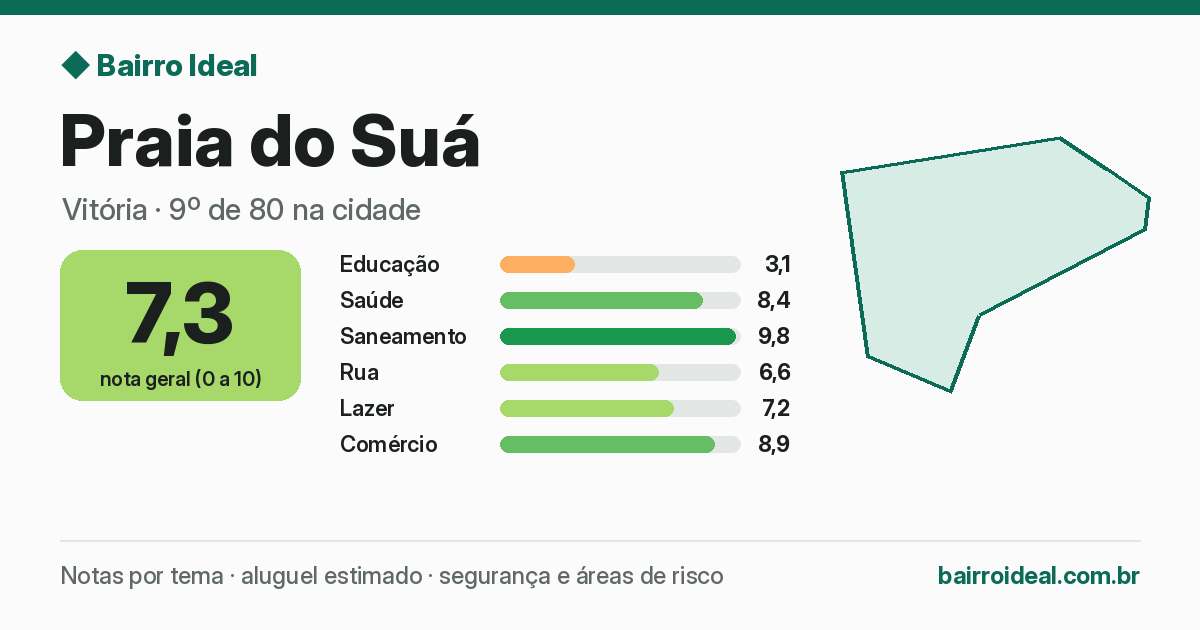 Bairro Ideal
Praia do Suá
Vitória · 9º de 80 na cidade
7,3
nota geral (0 a 10)
Educação 3,1
Saúde 8,4
Saneamento 9,8
Rua 6,6
Lazer 7,2
Comércio 8,9
Notas por tema · aluguel estimado · segurança e áreas de risco
bairroideal.com.br